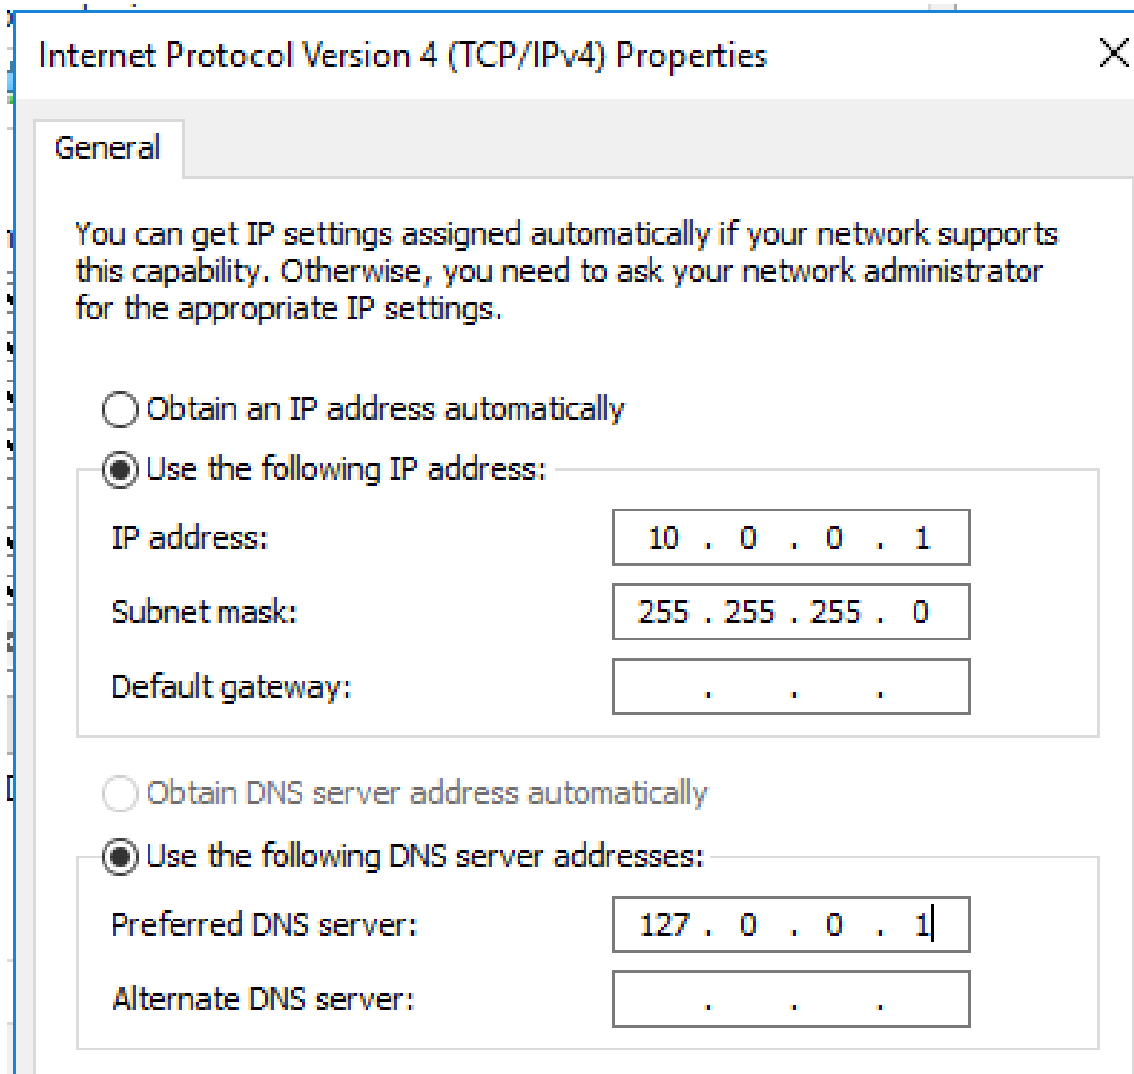 Internet Protocol Version 4 (TCP/IPv4) Properties
General
You can get IP settings assigned automatically if your network supports
this capability. Otherwise, you need to ask your network administrator
for the appropriate IP settings.
Obtain an IP address automatically
Use the following IP address:
IP address: 10 . 0 . 0 . 1
Subnet mask: 255 . 255 . 255 . 0
Default gateway: . . .
Obtain DNS server address automatically
Use the following DNS server addresses:
Preferred DNS server: 127 . 0 . 0 . 1
Alternate DNS server: . . .